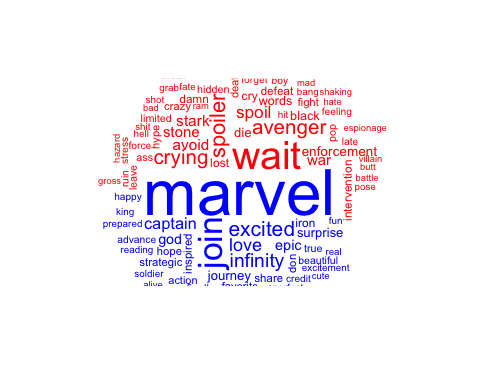 forget boy mad
grab fate hidden deaf bang shaking
shot damn cry defeat
bad crazy ram words fight hate
limited stark spoiler spoil hit black feeling
shit hype stone die avenger pop espionage
hell late
force avoid wait enforcement
hazard stress ass crying lost war villain
ruin leave intervention butt
gross battle
pose
happy marvel
king
prepared captain join excited iron fun
advance god love epic surprise
reading hope inspired true real
strategic infinity don beautiful
soldier journey share excitement
action credit cute
alive favorite